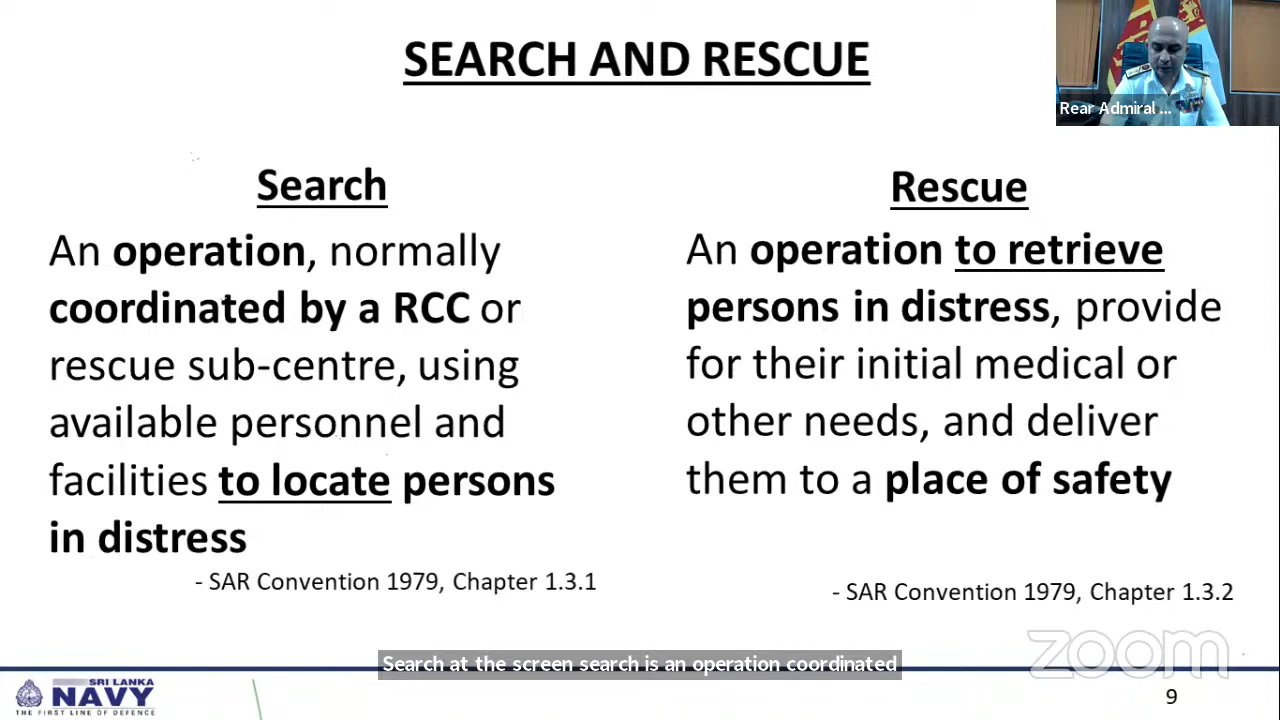 SEARCH AND RESCUE
Rear Admiral ...
Search
An operation, normally
coordinated by a RCC or
rescue sub-centre, using
available personnel and
facilities to locate persons
in distress
- SAR Convention 1979, Chapter 1.3.1
Rescue
An operation to retrieve
persons in distress, provide
for their initial medical or
other needs, and deliver
them to a place of safety
- SAR Convention 1979, Chapter 1.3.2
zoom
Search at the screen search is an operation coordinated
SRI LANKA
NAVY
THE FIRST LINE OF DEFENCE
9